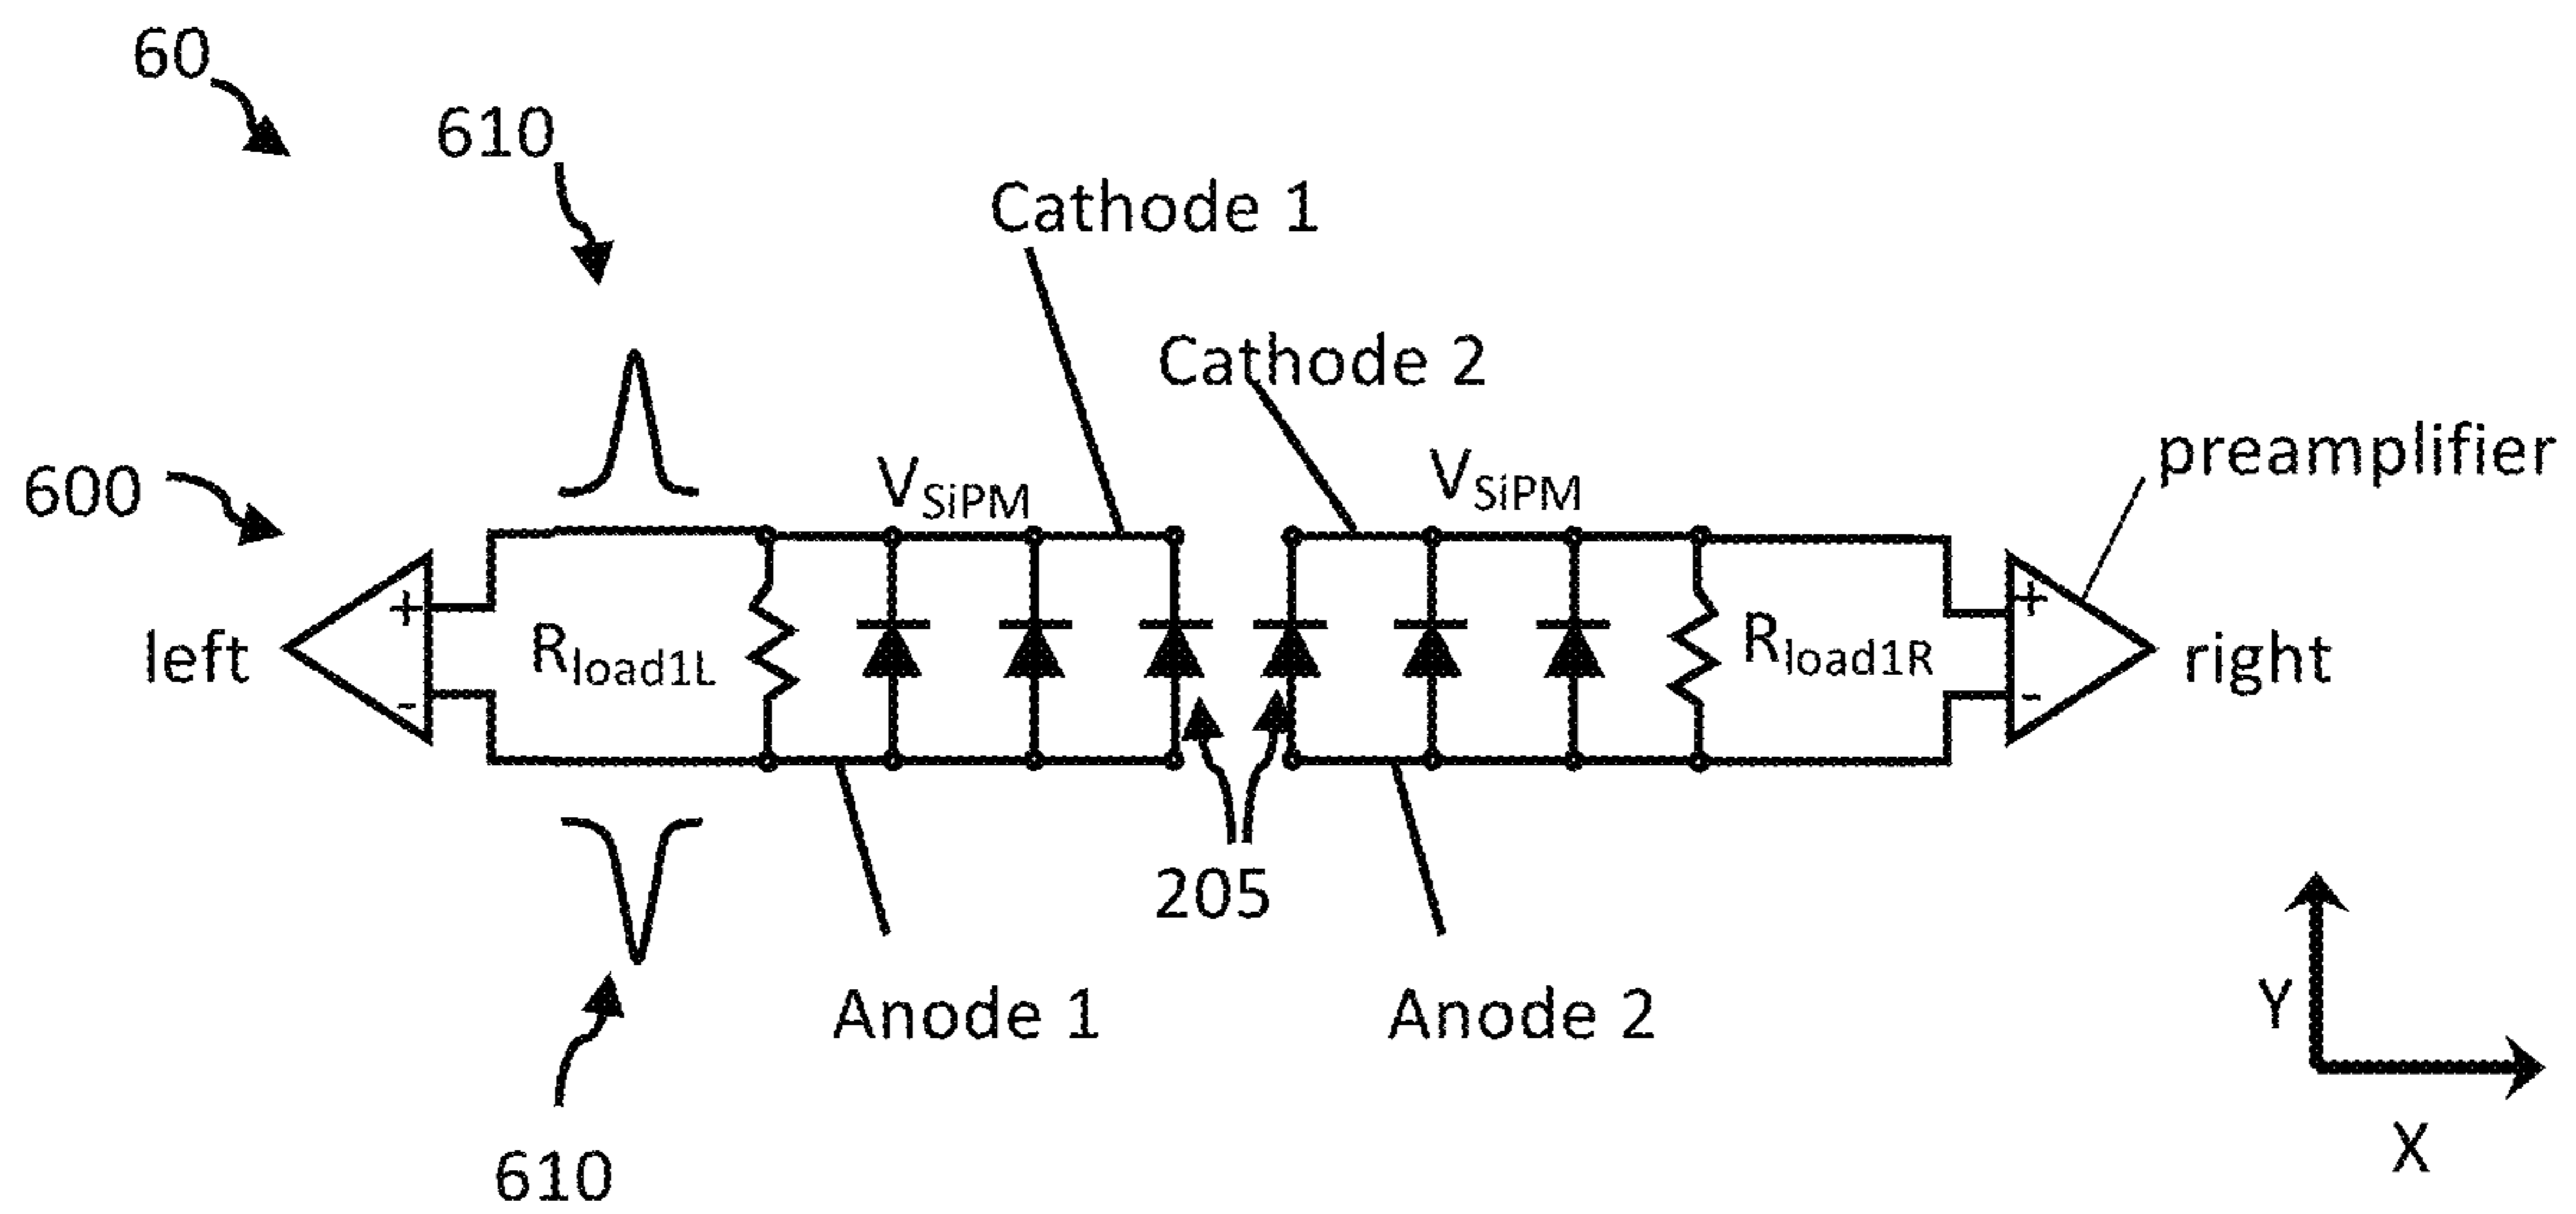 60
610
Cathode 1
Cathode 2
preamplifier
600
VSiPM
VSiPM
+
+
left
Rload1L
Rload1R
right
-
-
205
Anode 1
Anode 2
Y
X
610